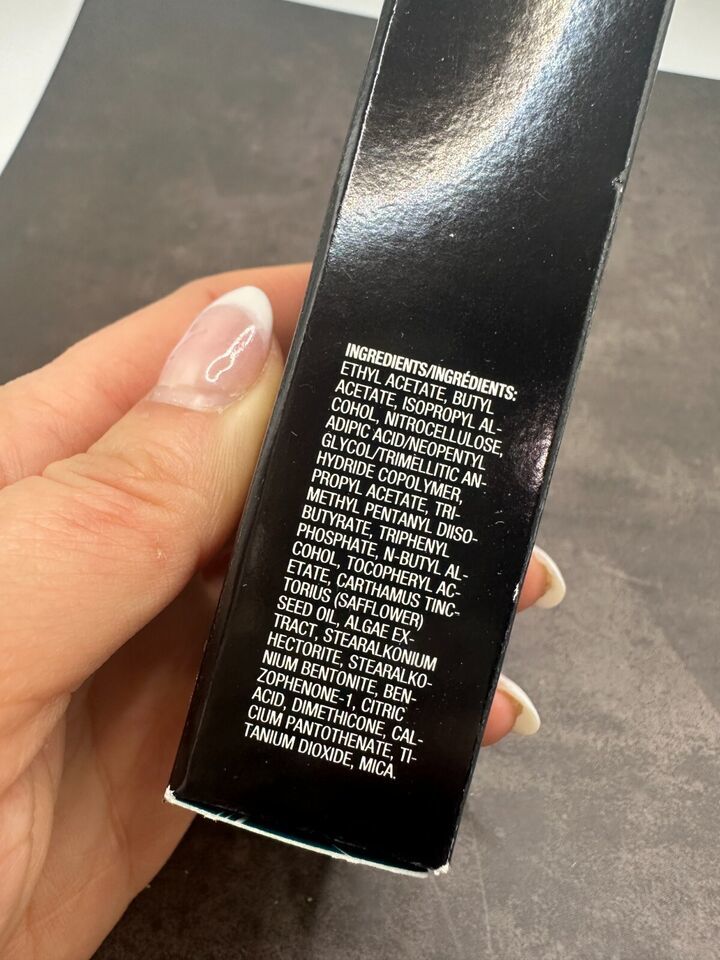 INGREDIENTS/INGRÉDIENTS:
ETHYL ACETATE, BUTYL
ACETATE, ISOPROPYL AL-
COHOL, NITROCELLULOSE,
ADIPIC ACID/NEOPENTYL
GLYCOL/TRIMELLITIC AN-
HYDRIDE COPOLYMER,
PROPYL ACETATE, TRI-
METHYL PENTANYL DIISO-
BUTYRATE, TRIPHENYL
PHOSPHATE, N-BUTYL AL-
COHOL, TOCOPHERYL AC-
ETATE, CARTHAMUS TINC-
TORIUS (SAFFLOWER)
SEED OIL, ALGAE EX-
TRACT, STEARALKONIUM
HECTORITE, STEARALKO-
NIUM BENTONITE, BEN-
ZOPHENONE-1, CITRIC
ACID, DIMETHICONE, CAL-
CIUM PANTOTHENATE, TI-
TANIUM DIOXIDE, MICA.